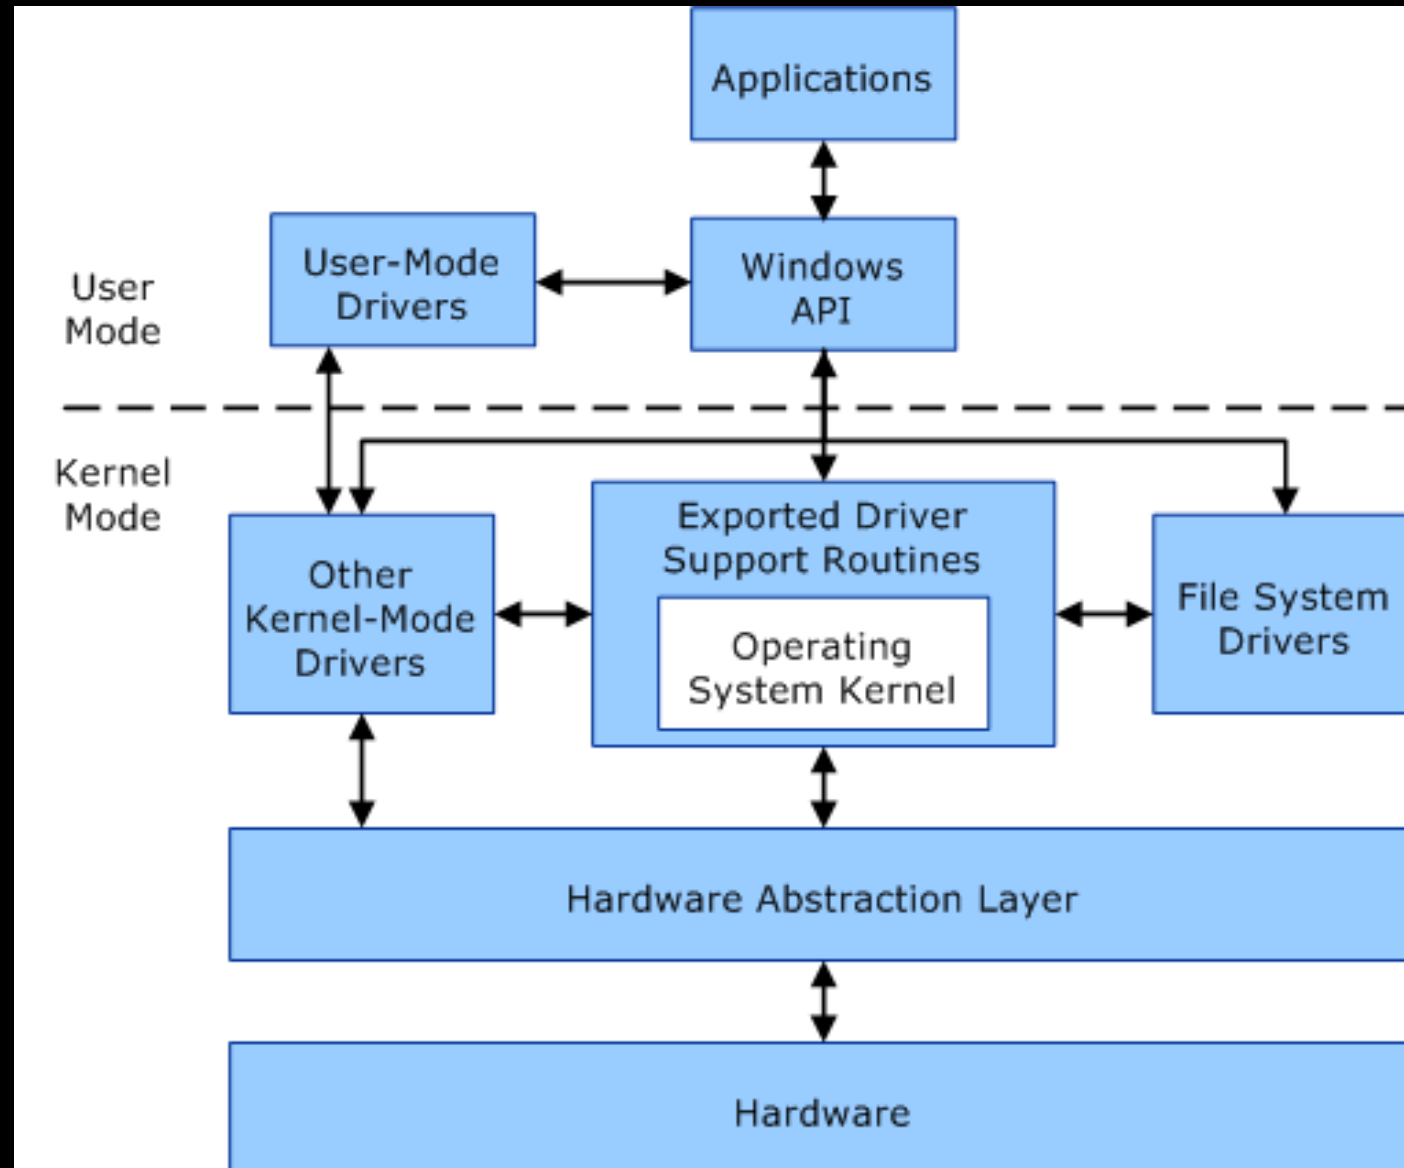 Applications
User-Mode
Drivers
Windows
API
User
Mode
Kernel
Mode
Exported Driver
Support Routines
Other
Kernel-Mode
Drivers
Operating
System Kernel
File System
Drivers
Hardware Abstraction Layer
Hardware